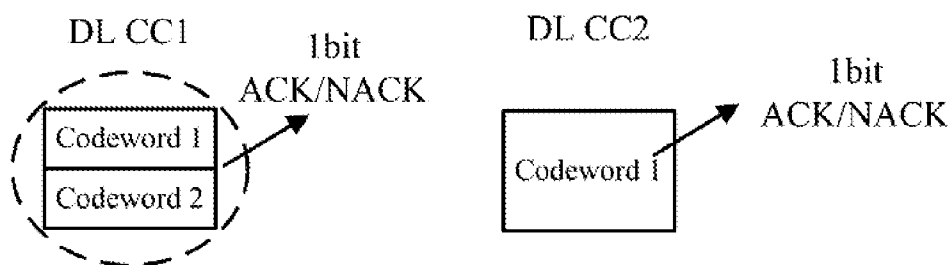 DL CC1
1bit
ACK/NACK
Codeword 1
Codeword 2
DL CC2
1bit
ACK/NACK
Codeword 1